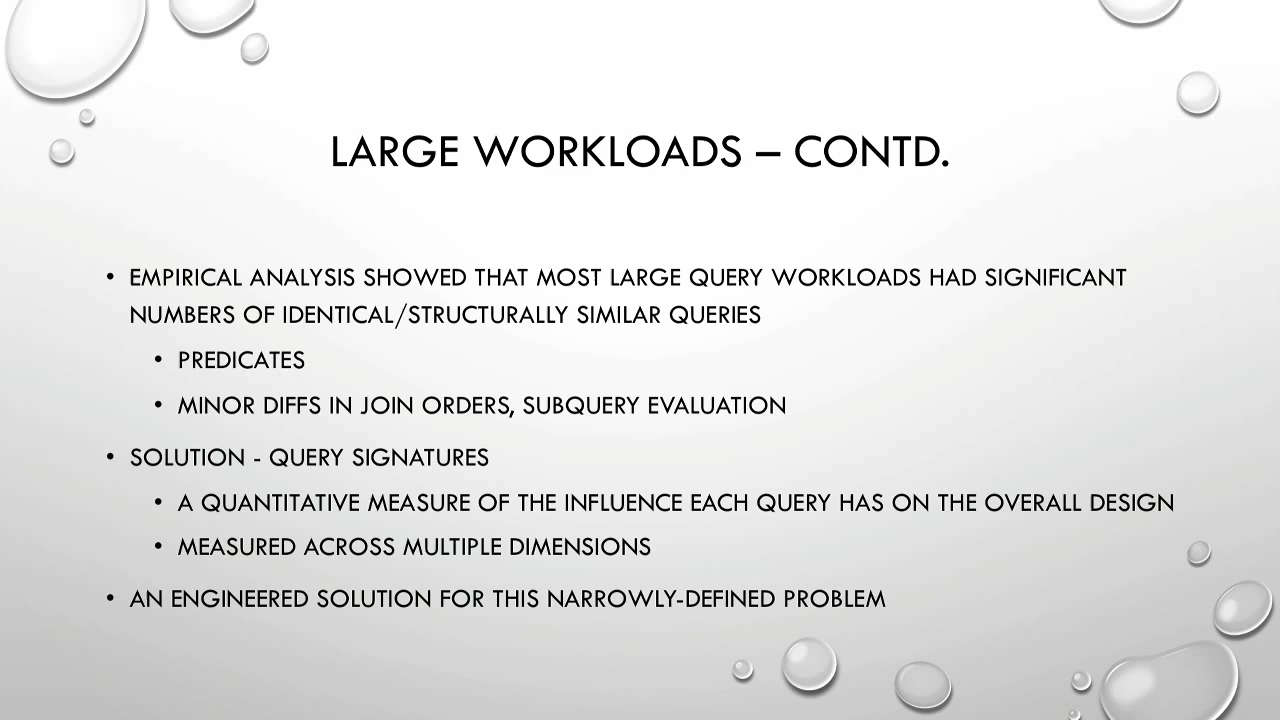 LARGE WORKLOADS – CONTD.
• EMPIRICAL ANALYSIS SHOWED THAT MOST LARGE QUERY WORKLOADS HAD SIGNIFICANT
NUMBERS OF IDENTICAL/STRUCTURALLY SIMILAR QUERIES
• PREDICATES
• MINOR DIFFS IN JOIN ORDERS, SUBQUERY EVALUATION
• SOLUTION - QUERY SIGNATURES
• A QUANTITATIVE MEASURE OF THE INFLUENCE EACH QUERY HAS ON THE OVERALL DESIGN
• MEASURED ACROSS MULTIPLE DIMENSIONS
• AN ENGINEERED SOLUTION FOR THIS NARROWLY-DEFINED PROBLEM